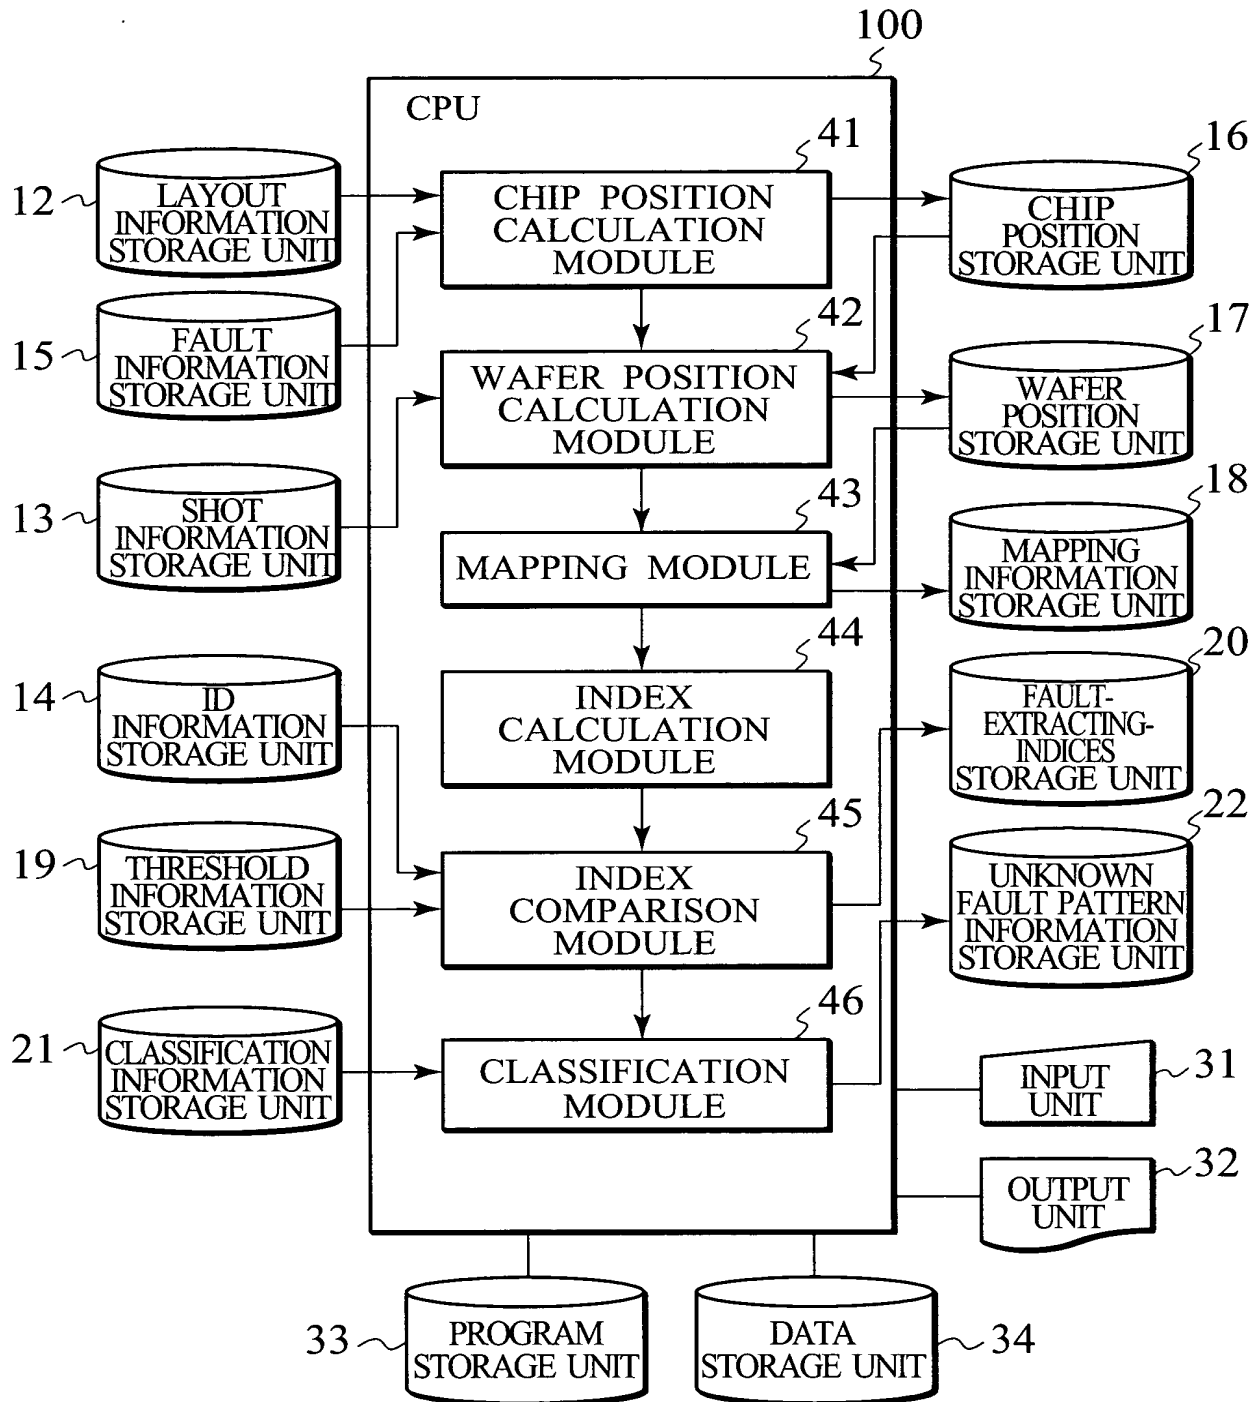 100
CPU
41
16
12
LAYOUT
INFORMATION
STORAGE UNIT
CHIP POSITION
CALCULATION
MODULE
CHIP
POSITION
STORAGE UNIT
15
FAULT
INFORMATION
STORAGE UNIT
42
17
WAFER POSITION
CALCULATION
MODULE
WAFER
POSITION
STORAGE UNIT
13
SHOT
INFORMATION
STORAGE UNIT
43
18
MAPPING MODULE
MAPPING
INFORMATION
STORAGE UNIT
14
ID
INFORMATION
STORAGE UNIT
44
20
INDEX
CALCULATION
MODULE
FAULT-
EXTRACTING-
INDICES
STORAGE UNIT
19
THRESHOLD
INFORMATION
STORAGE UNIT
45
22
INDEX
COMPARISON
MODULE
UNKNOWN
FAULT PATTERN
INFORMATION
STORAGE UNIT
21
CLASSIFICATION
INFORMATION
STORAGE UNIT
46
CLASSIFICATION
MODULE
31
INPUT
UNIT
32
OUTPUT
UNIT
33
PROGRAM
STORAGE UNIT
DATA
STORAGE UNIT
34